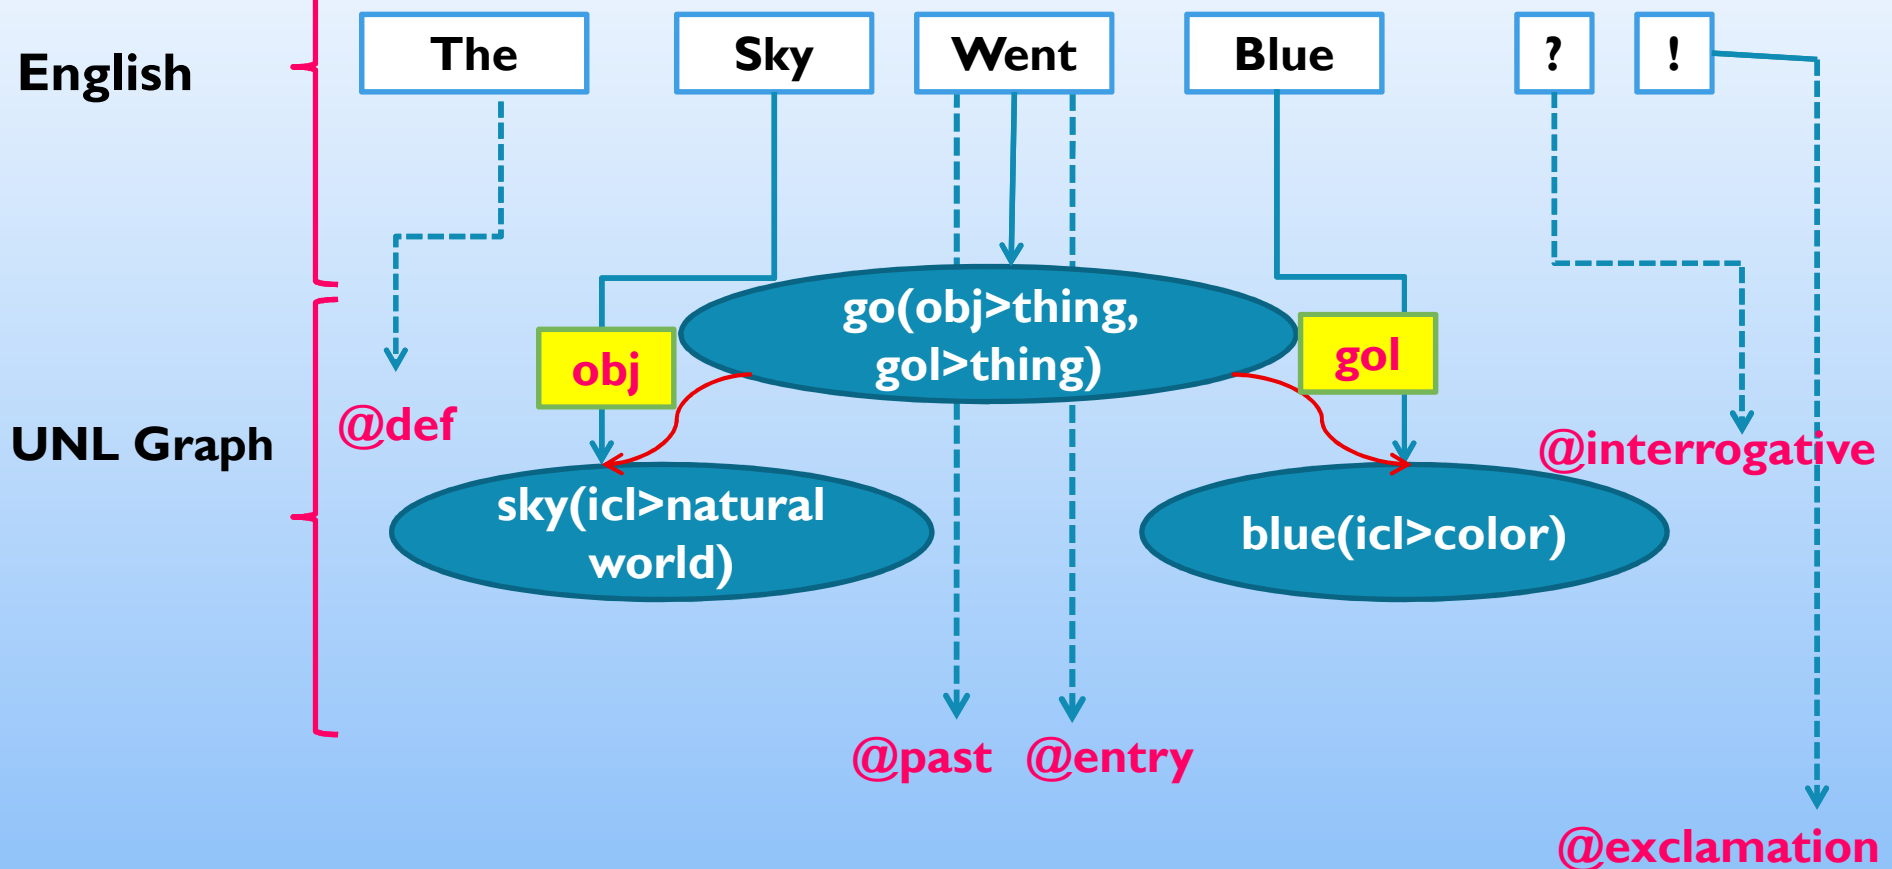 English
The
Sky
Went
Blue
?
!
UNL Graph
go(obj>thing,
gol>thing)
obj
gol
@def
@interrogative
sky(icl>natural
world)
blue(icl>color)
@past
@entry
@exclamation